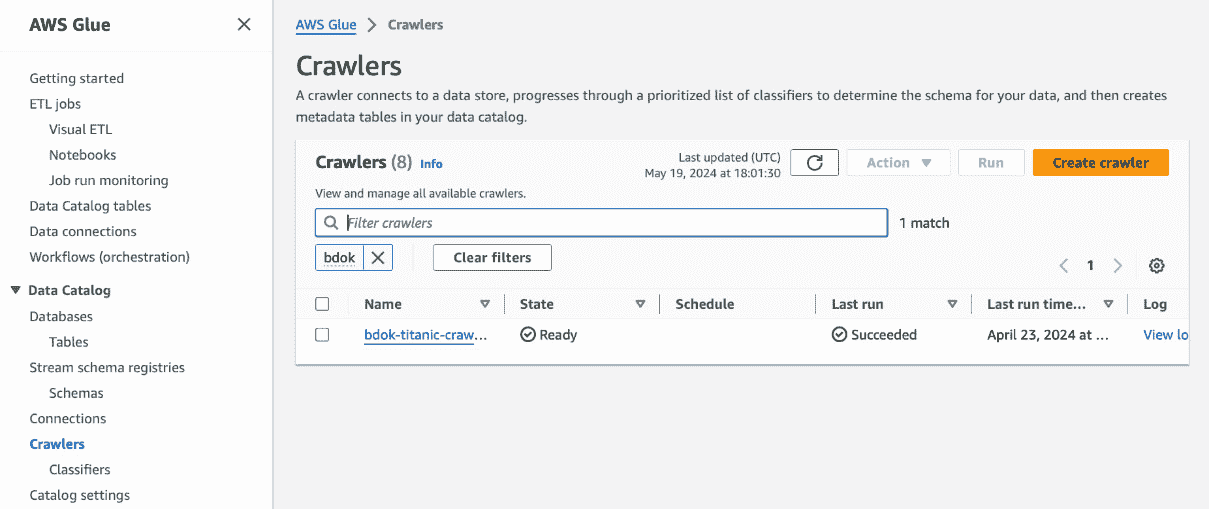 AWS Glue
Getting started
ETL jobs
Visual ETL
Notebooks
Job run monitoring
Data Catalog tables
Data connections
Workflows (orchestration)
Data Catalog
Databases
Tables
Stream schema registries
Schemas
Connections
Crawlers
Classifiers
Catalog settings
AWS Glue > Crawlers
Crawlers
A crawler connects to a data store, progresses through a prioritized list of classifiers to determine the schema for your data, and then creates
metadata tables in your data catalog.
Crawlers (8) Info
Last updated (UTC)
May 19, 2024 at 18:01:30
Action
Run
Create crawler
View and manage all available crawlers.
Filter crawlers
1 match
bdok
Clear filters
1
Name State Schedule Last run Last run time... Log
bdok-titanic-craw... Ready Succeeded April 23, 2024 at ... View lo